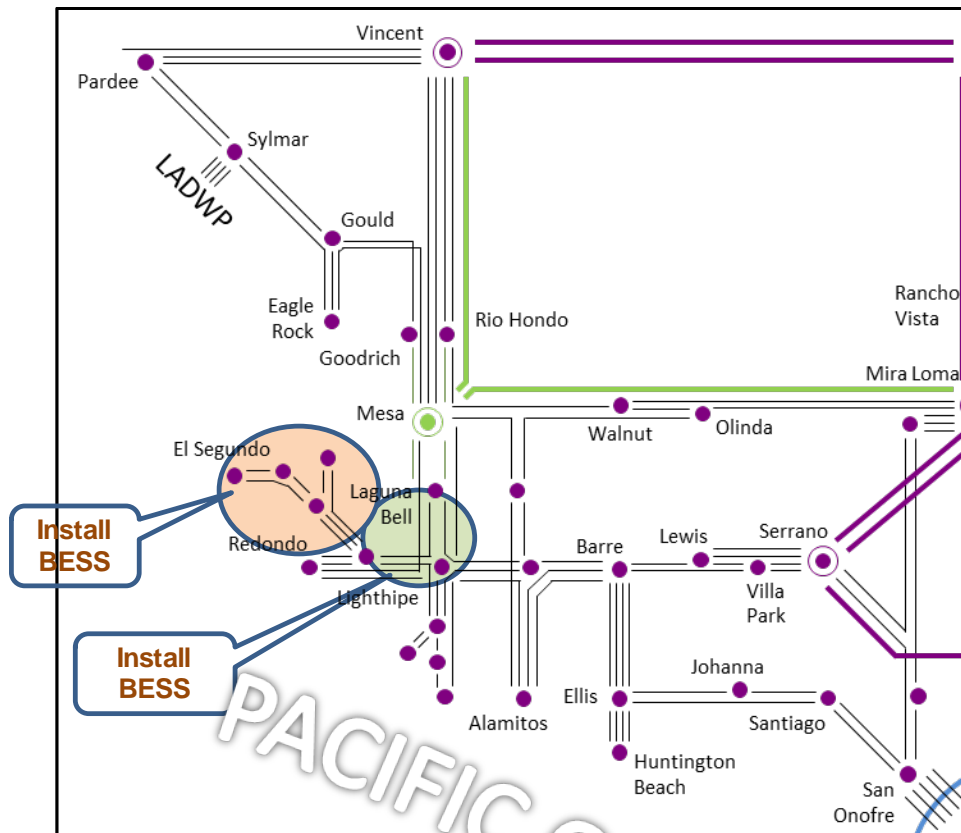 Vincent
Pardee
Sylmar
LADWP
Gould
Eagle
Rock
Rio Hondo
Goodrich
Rancho
Vista
Mira Loma
Mesa
Walnut
Olinda
El Segundo
Laguna
Bell
Install
BESS
Redondo
Barre
Lewis
Serrano
Lighthipe
Villa
Park
Install
BESS
Johanna
Alamitos
Ellis
Santiago
Huntington
Beach
San
Onofre
PACIFIC